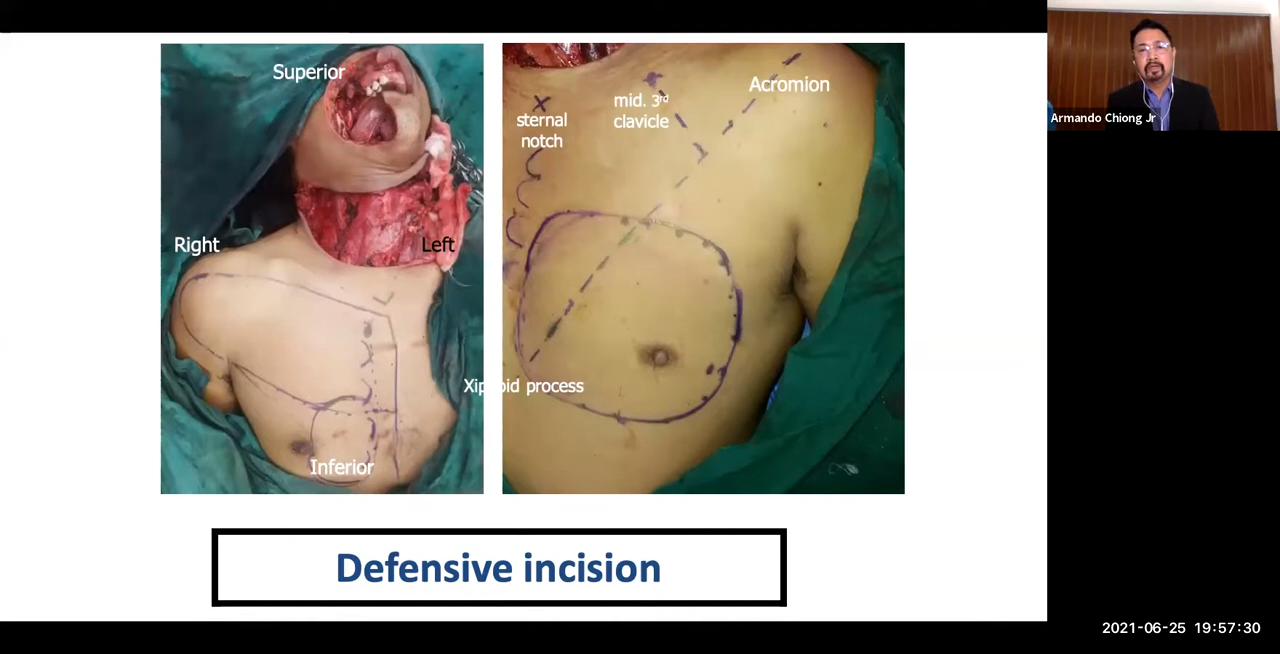 Superior
Right
Left
Inferior
sternal
notch
mid. 3rd
clavicle
Acromion
process
Defensive incision
Armando Chiong Jr
2021-06-25 19:57:30